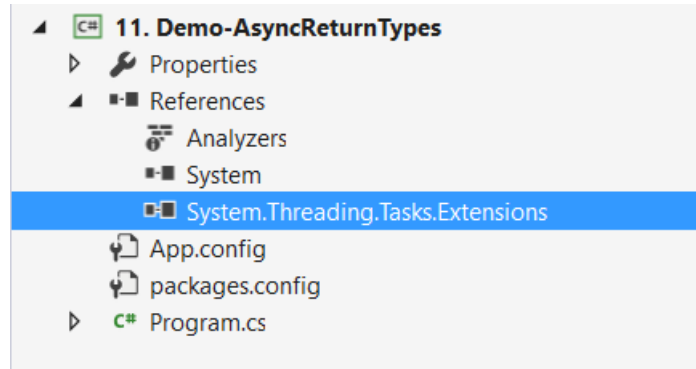 C# 11. Demo-AsyncReturnTypes
Properties
References
Analyzers
System
System.Threading.Tasks.Extensions
App.config
packages.config
C# Program.cs